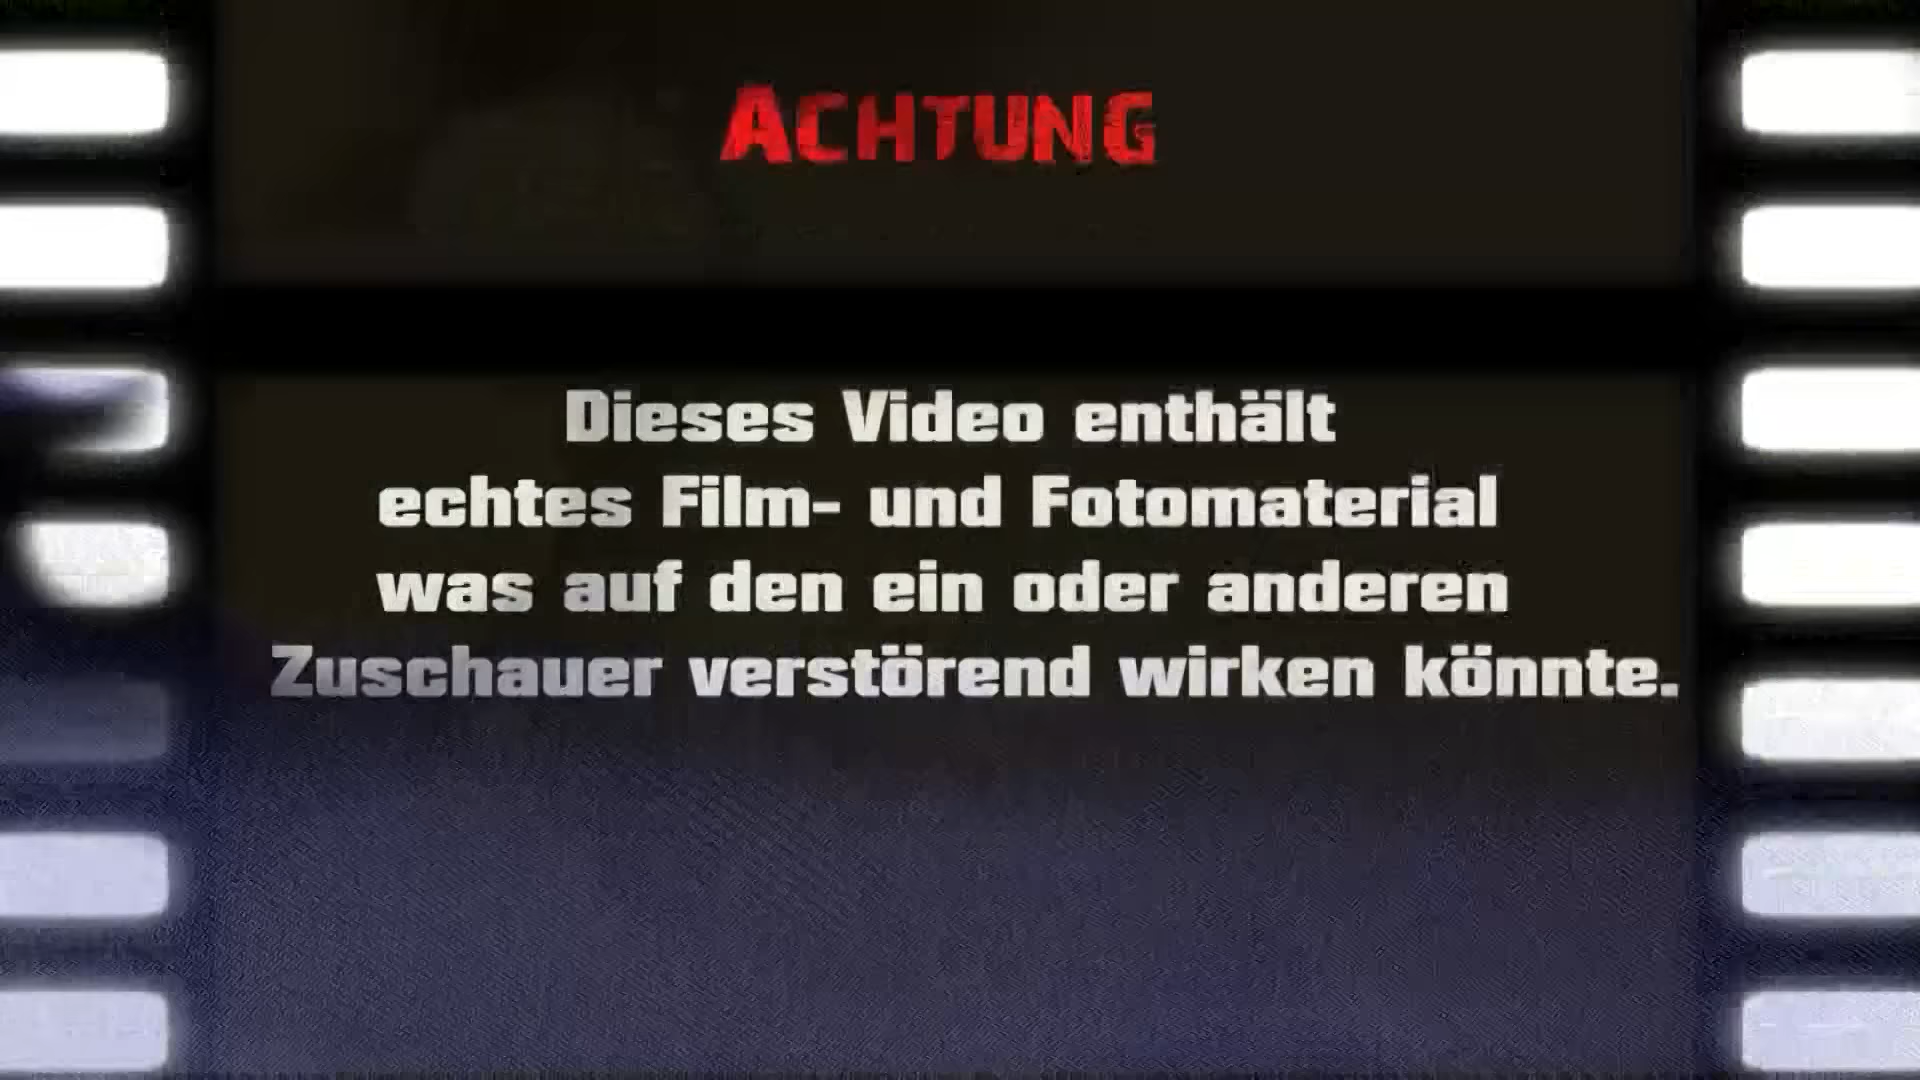 ACHTUNG
Dieses Video enthält
echtes Film- und Fotomaterial
was auf den ein oder anderen
Zuschauer verstörend wirken könnte.